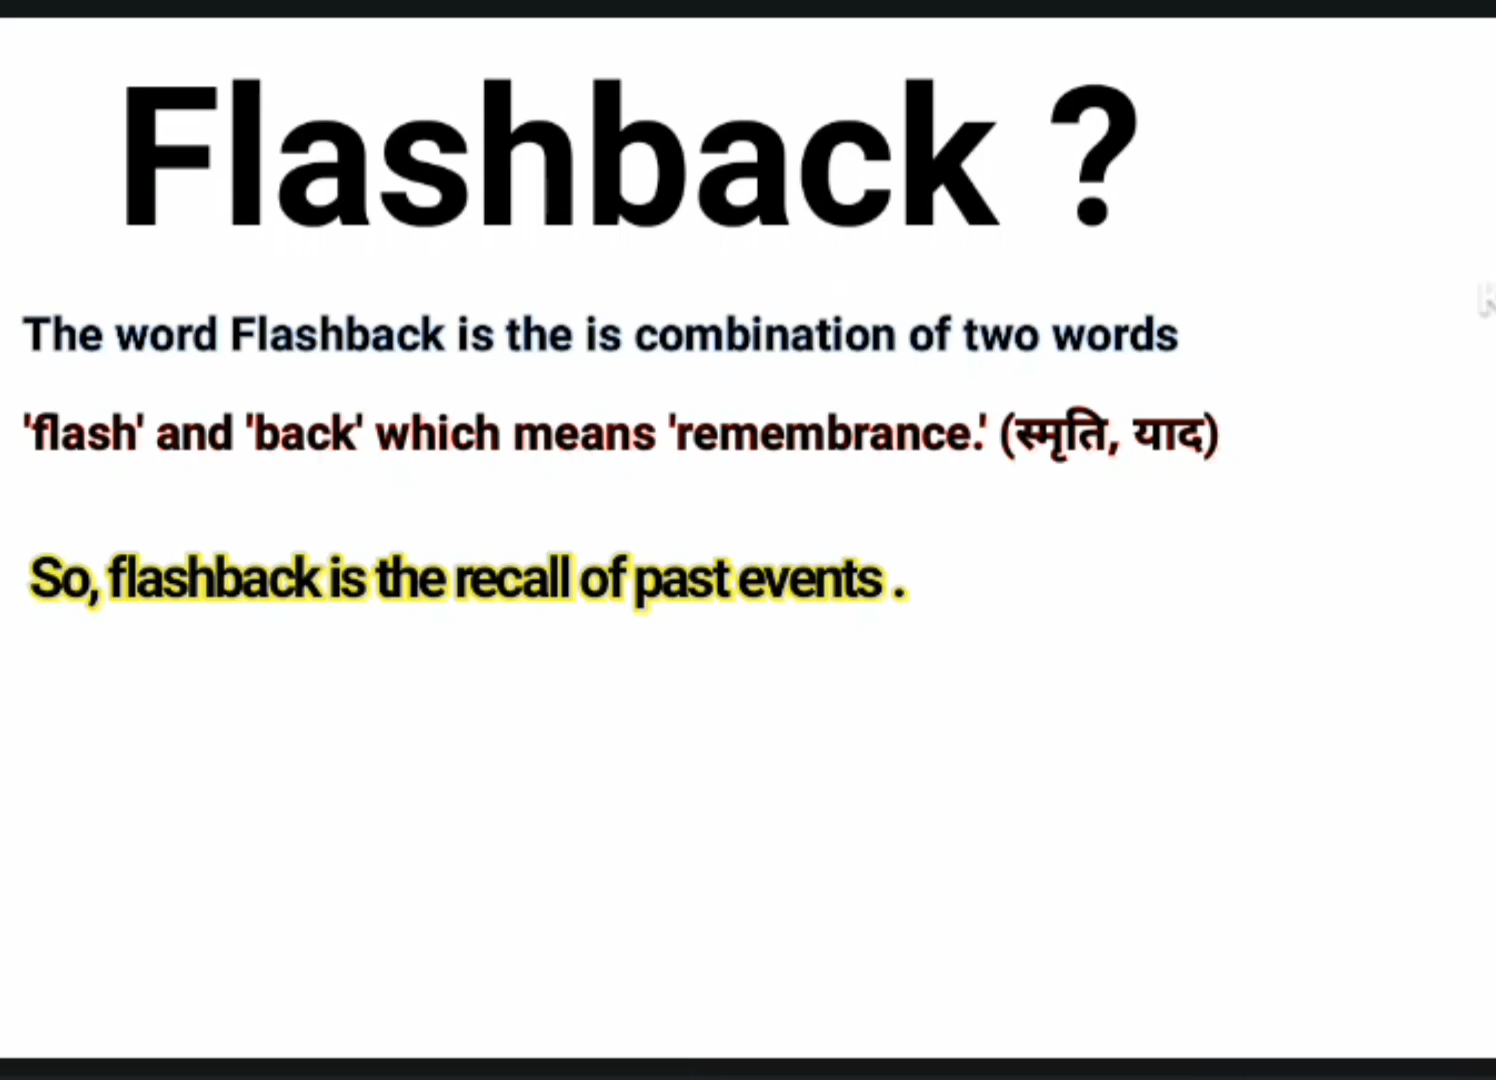 Flashback ?
The word Flashback is the is combination of two words
'flash' and 'back' which means 'remembrance.' (स्मृति, याद)
So, flashback is the recall of past events .